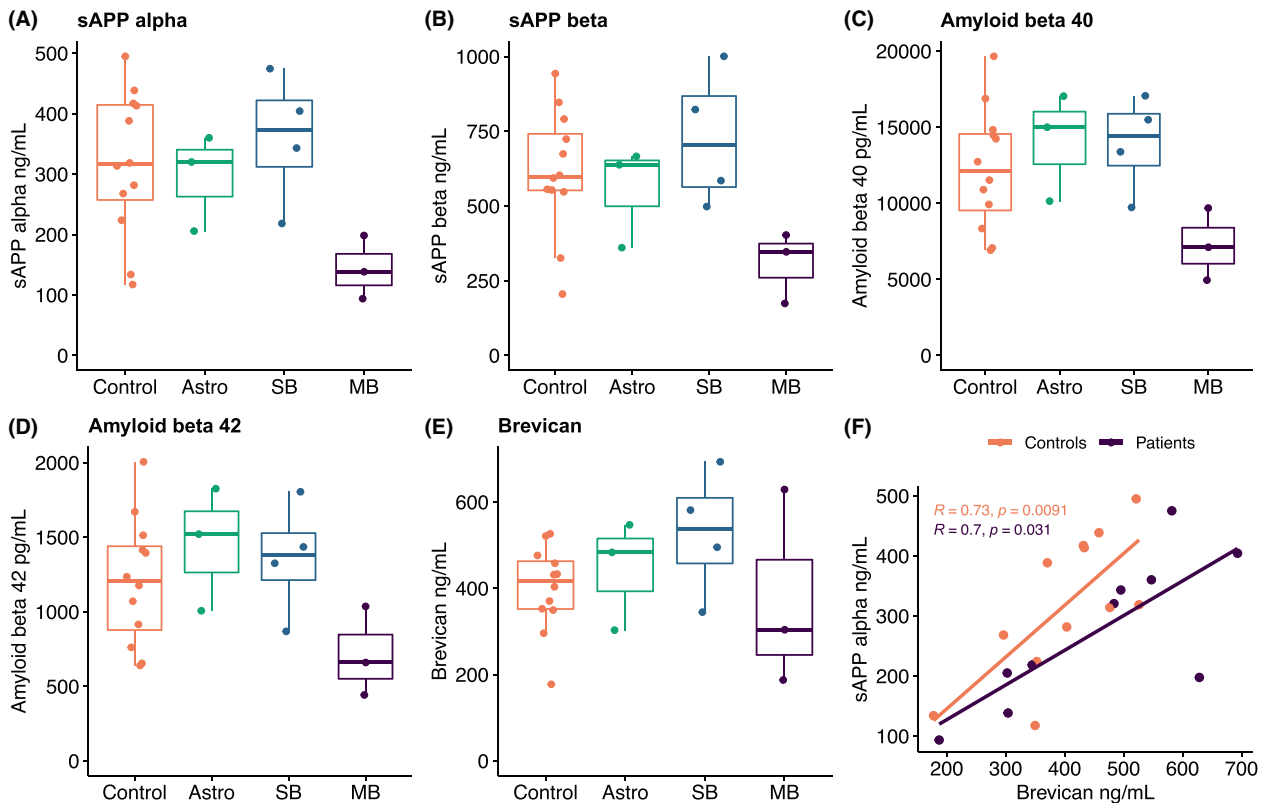 (A) sAPP alpha
sAPP alpha ng/mL
500
400
300
200
100
0
Control Astro SB MB
(B) sAPP beta
sAPP beta ng/mL
1000
750
500
250
0
Control Astro SB MB
(C) Amyloid beta 40
Amyloid beta 40 pg/mL
20000
15000
10000
5000
0
Control Astro SB MB
(D) Amyloid beta 42
Amyloid beta 42 pg/mL
2000
1500
1000
500
0
Control Astro SB MB
(E) Brevican
Brevican ng/mL
600
400
200
0
Control Astro SB MB
(F)
Controls Patients
R = 0.73, p = 0.0091
R = 0.7, p = 0.031
sAPP alpha ng/mL
500
400
300
200
100
200 300 400 500 600 700
Brevican ng/mL